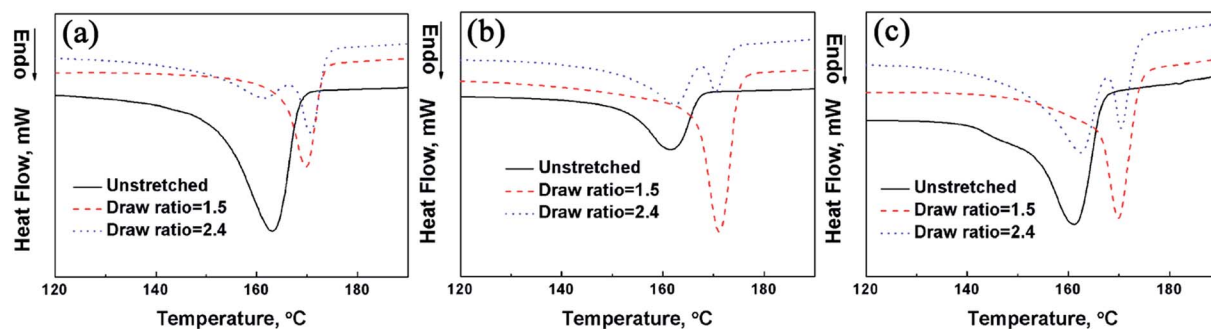 (a)
Endo
Heat Flow, mW
Unstretched
Draw ratio=1.5
Draw ratio=2.4
120 140 160 180
Temperature, °C
(b)
Endo
Heat Flow, mW
Unstretched
Draw ratio=1.5
Draw ratio=2.4
120 140 160 180
Temperature, °C
(c)
Endo
Heat Flow, mW
Unstretched
Draw ratio=1.5
Draw ratio=2.4
120 140 160 180
Temperature, °C